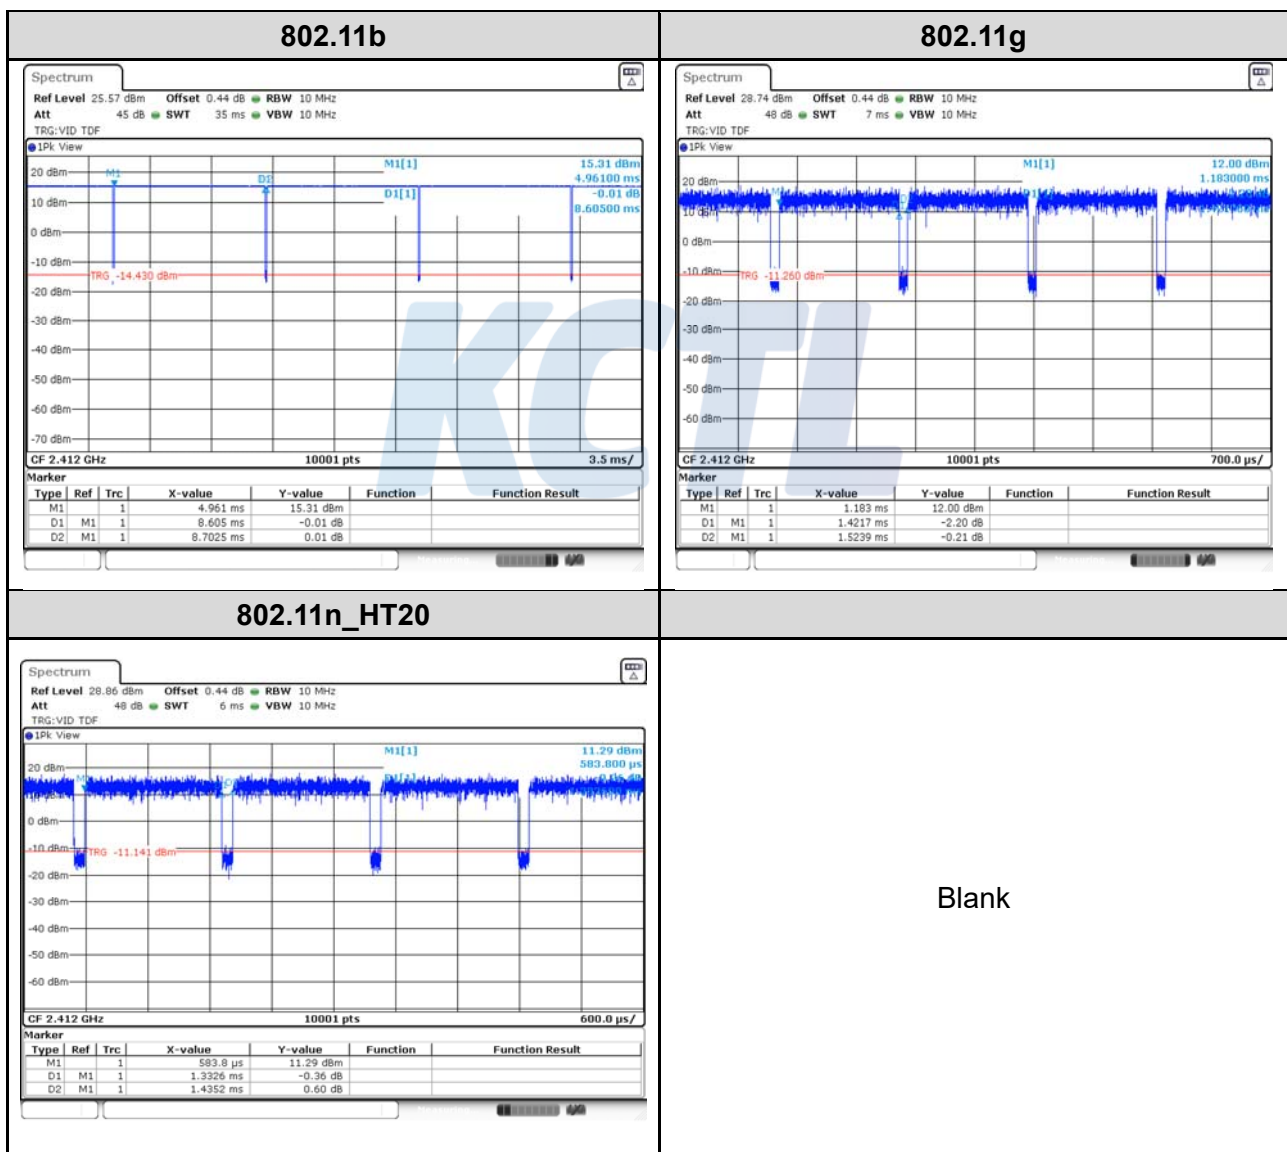 802.11b
802.11g
Spectrum
Ref Level 25.57 dBm Offset 0.44 dB RBW 10 MHz
Att 45 dB SWT 35 ms VBW 10 MHz
TRG:VID TDF
1Pk View
M1[1] 15.31 dBm
4.96100 ms
D1[1] -0.01 dB
8.60500 ms
M1
D2
20 dBm
10 dBm
0 dBm
-10 dBm
TRG -14.430 dBm
-20 dBm
-30 dBm
-40 dBm
-50 dBm
-60 dBm
-70 dBm
CF 2.412 GHz 10001 pts 3.5 ms/
Marker
Type Ref Trc X-value Y-value Function Function Result
M1 1 4.961 ms 15.31 dBm
D1 M1 1 8.605 ms -0.01 dB
D2 M1 1 8.7025 ms 0.01 dB
Spectrum
Ref Level 28.74 dBm Offset 0.44 dB RBW 10 MHz
Att 48 dB SWT 7 ms VBW 10 MHz
TRG:VID TDF
1Pk View
M1[1] 12.00 dBm
1.183000 ms
20 dBm
10 dBm
0 dBm
-10 dBm
TRG -11.260 dBm
-20 dBm
-30 dBm
-40 dBm
-50 dBm
-60 dBm
CF 2.412 GHz 10001 pts 700.0 µs/
Marker
Type Ref Trc X-value Y-value Function Function Result
M1 1 1.183 ms 12.00 dBm
D1 M1 1 1.4217 ms -2.20 dB
D2 M1 1 1.5239 ms -0.21 dB
KCTL
802.11n_HT20
Spectrum
Ref Level 28.86 dBm Offset 0.44 dB RBW 10 MHz
Att 48 dB SWT 6 ms VBW 10 MHz
TRG:VID TDF
1Pk View
M1[1] 11.29 dBm
583.800 µs
20 dBm
0 dBm
-10 dBm
TRG -11.141 dBm
-20 dBm
-30 dBm
-40 dBm
-50 dBm
-60 dBm
CF 2.412 GHz 10001 pts 600.0 µs/
Marker
Type Ref Trc X-value Y-value Function Function Result
M1 1 583.8 µs 11.29 dBm
D1 M1 1 1.3326 ms -0.36 dB
D2 M1 1 1.4352 ms 0.60 dB
Blank